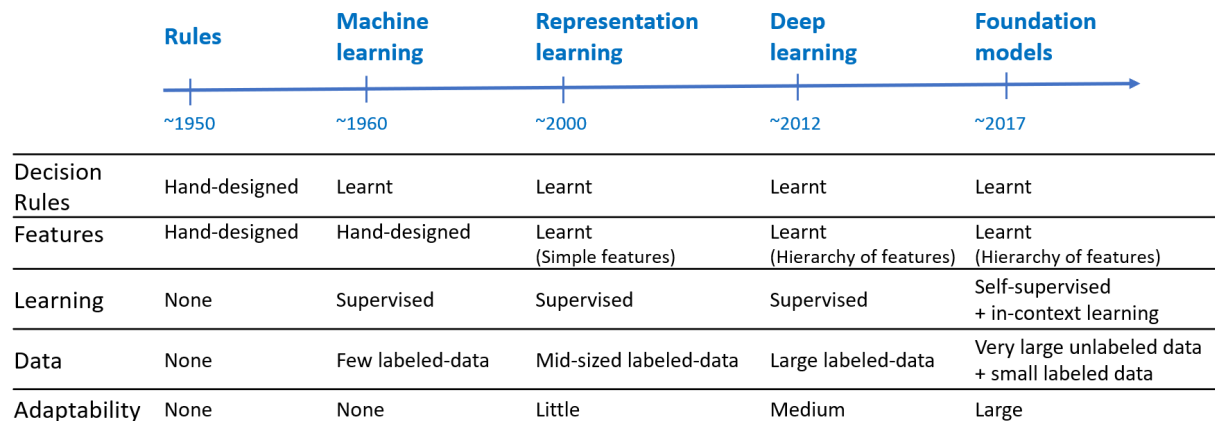 Rules
Machine learning
Representation learning
Deep learning
Foundation models
~1950
~1960
~2000
~2012
~2017
Decision Rules
Hand-designed
Learnt
Learnt
Learnt
Learnt
Features
Hand-designed
Hand-designed
Learnt
(Simple features)
Learnt
(Hierarchy of features)
Learnt
(Hierarchy of features)
Learning
None
Supervised
Supervised
Supervised
Self-supervised
+ in-context learning
Data
None
Few labeled-data
Mid-sized labeled-data
Large labeled-data
Very large unlabeled data
+ small labeled data
Adaptability
None
None
Little
Medium
Large